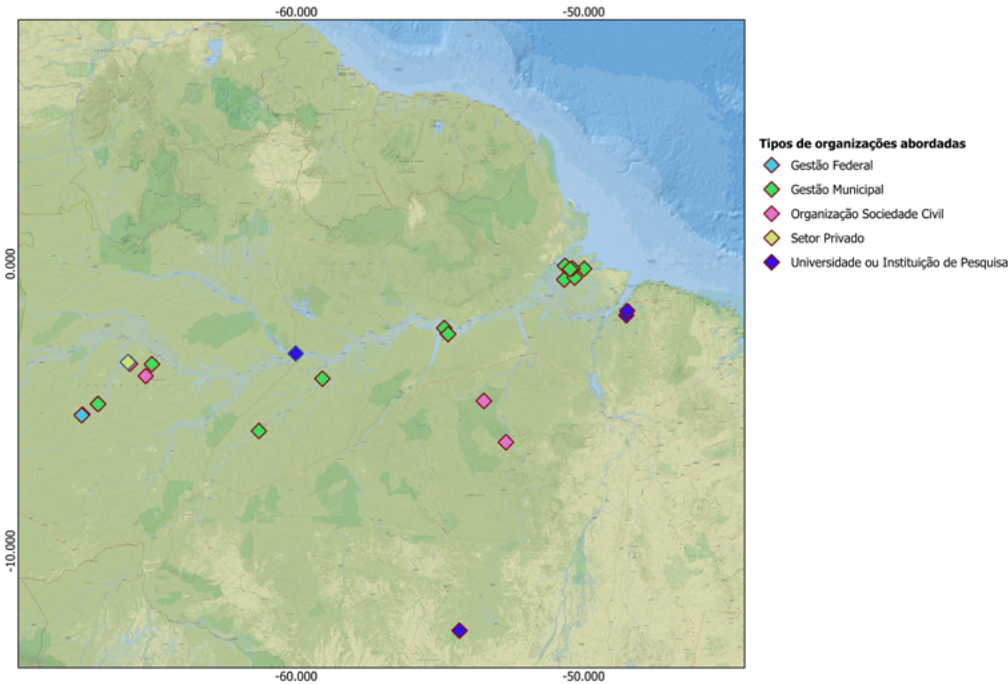 -60.000
-50.000
0.000
-10.000
Tipos de organizações abordadas
Gestão Federal
Gestão Municipal
Organização Sociedade Civil
Setor Privado
Universidade ou Instituição de Pesquisa
-60.000
-50.000